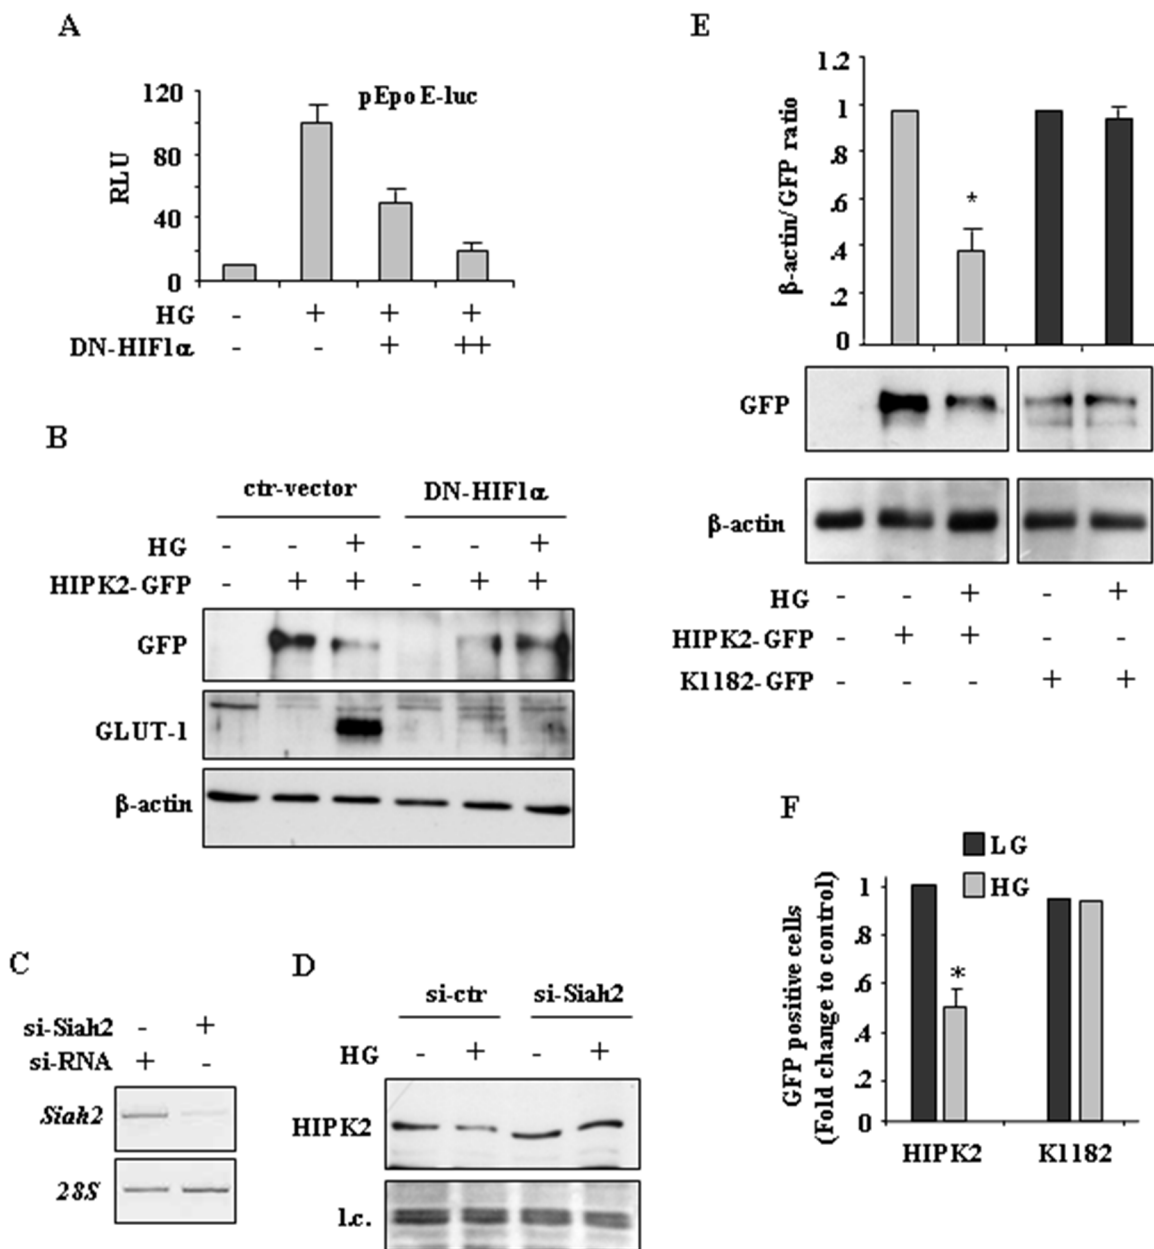 A
pEpoE-luc
RLU
120
80
40
0
HG - + + +
DN-HIF1α - - + ++
B
ctr-vector DN-HIF1α
HG - - + - - +
HIPK2-GFP - + + - + +
GFP
GLUT-1
β-actin
C
si-Siah2 - +
si-RNA + -
Siah2
28S
D
si-ctr si-Siah2
HG - + - +
HIPK2
l.c.
E
β-actin/GFP ratio
1.2
1
.8
.6
.4
.2
0
*
GFP
β-actin
HG - - + - +
HIPK2-GFP - + + - -
K1182-GFP - - - + +
F
LG
HG
GFP positive cells
(Fold change to control)
1
.8
.6
.4
.2
0
*
HIPK2 K1182